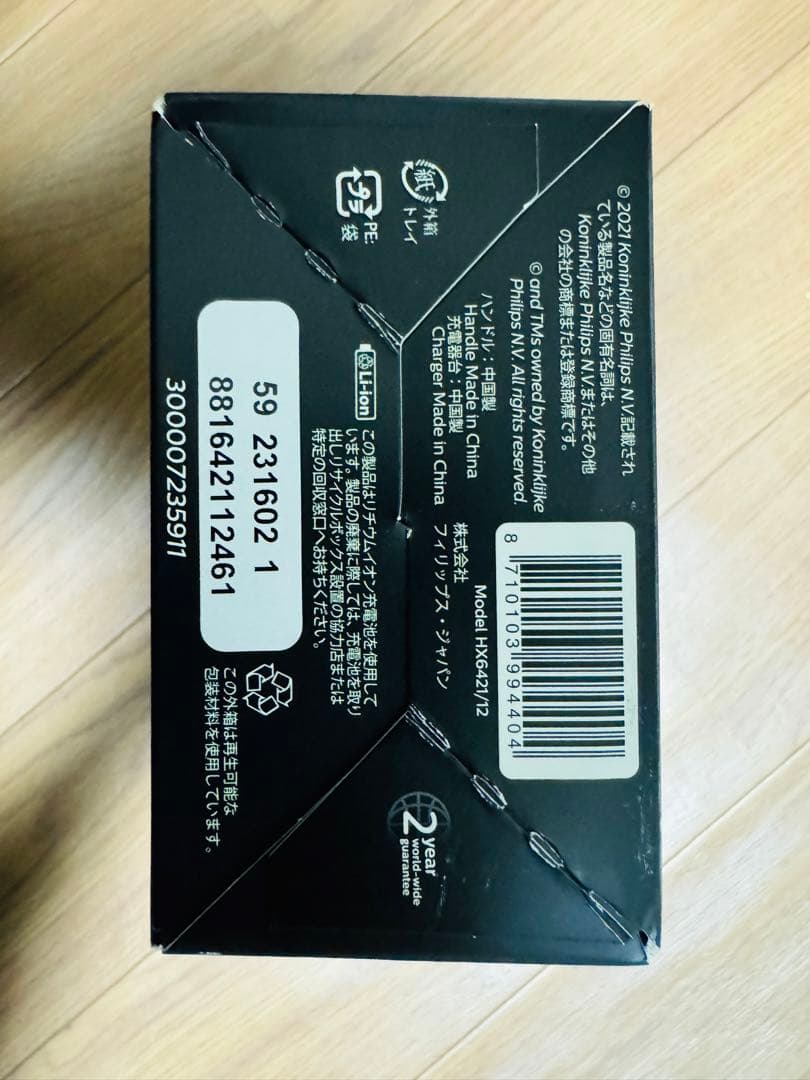 © 2021 Koninklijke Philips N.V.記載され
ている製品名などの固有名詞は、
Koninklijke Philips N.V.またはその他
の会社の商標または登録商標です。
© and TMs owned by Koninklijke
Philips N.V. All rights reserved.
ハンドル：中国製
Handle Made in China
充電器台：中国製
Charger Made in China
8 710103 994404
Model HX6421/12
株式会社
フィリップス・ジャパン
紙
外箱
トレイ
プラ
PE:
袋
Li-ion
この製品はリチウムイオン充電池を使用して
います。製品の廃棄に際しては、充電池を取り
出しリサイクルボックス設置の協力店または
特定の回収窓口へお持ちください。
59 231602 1
881642112461
300007235911
この外箱は再生可能な
包装材料を使用しています。
2 year
world-wide
guarantee